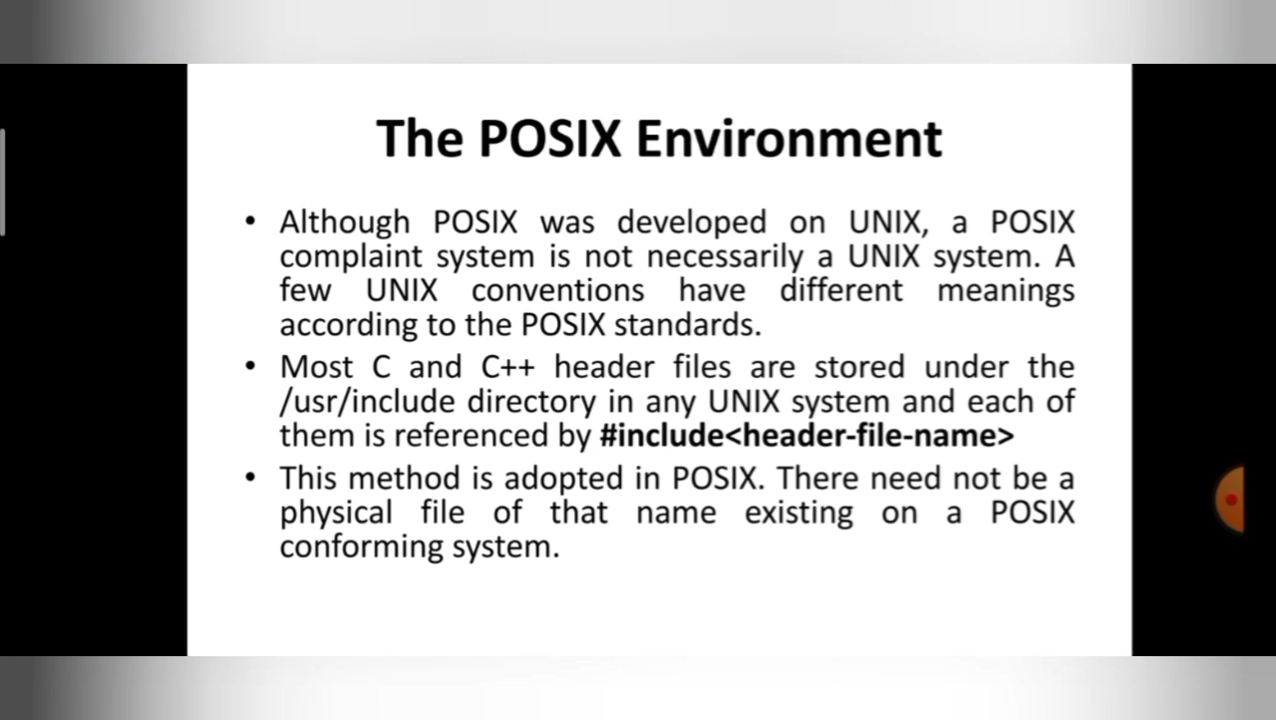 The POSIX Environment
• Although POSIX was developed on UNIX, a POSIX
complaint system is not necessarily a UNIX system. A
few UNIX conventions have different meanings
according to the POSIX standards.
• Most C and C++ header files are stored under the
/usr/include directory in any UNIX system and each of
them is referenced by #include<header-file-name>
• This method is adopted in POSIX. There need not be a
physical file of that name existing on a POSIX
conforming system.